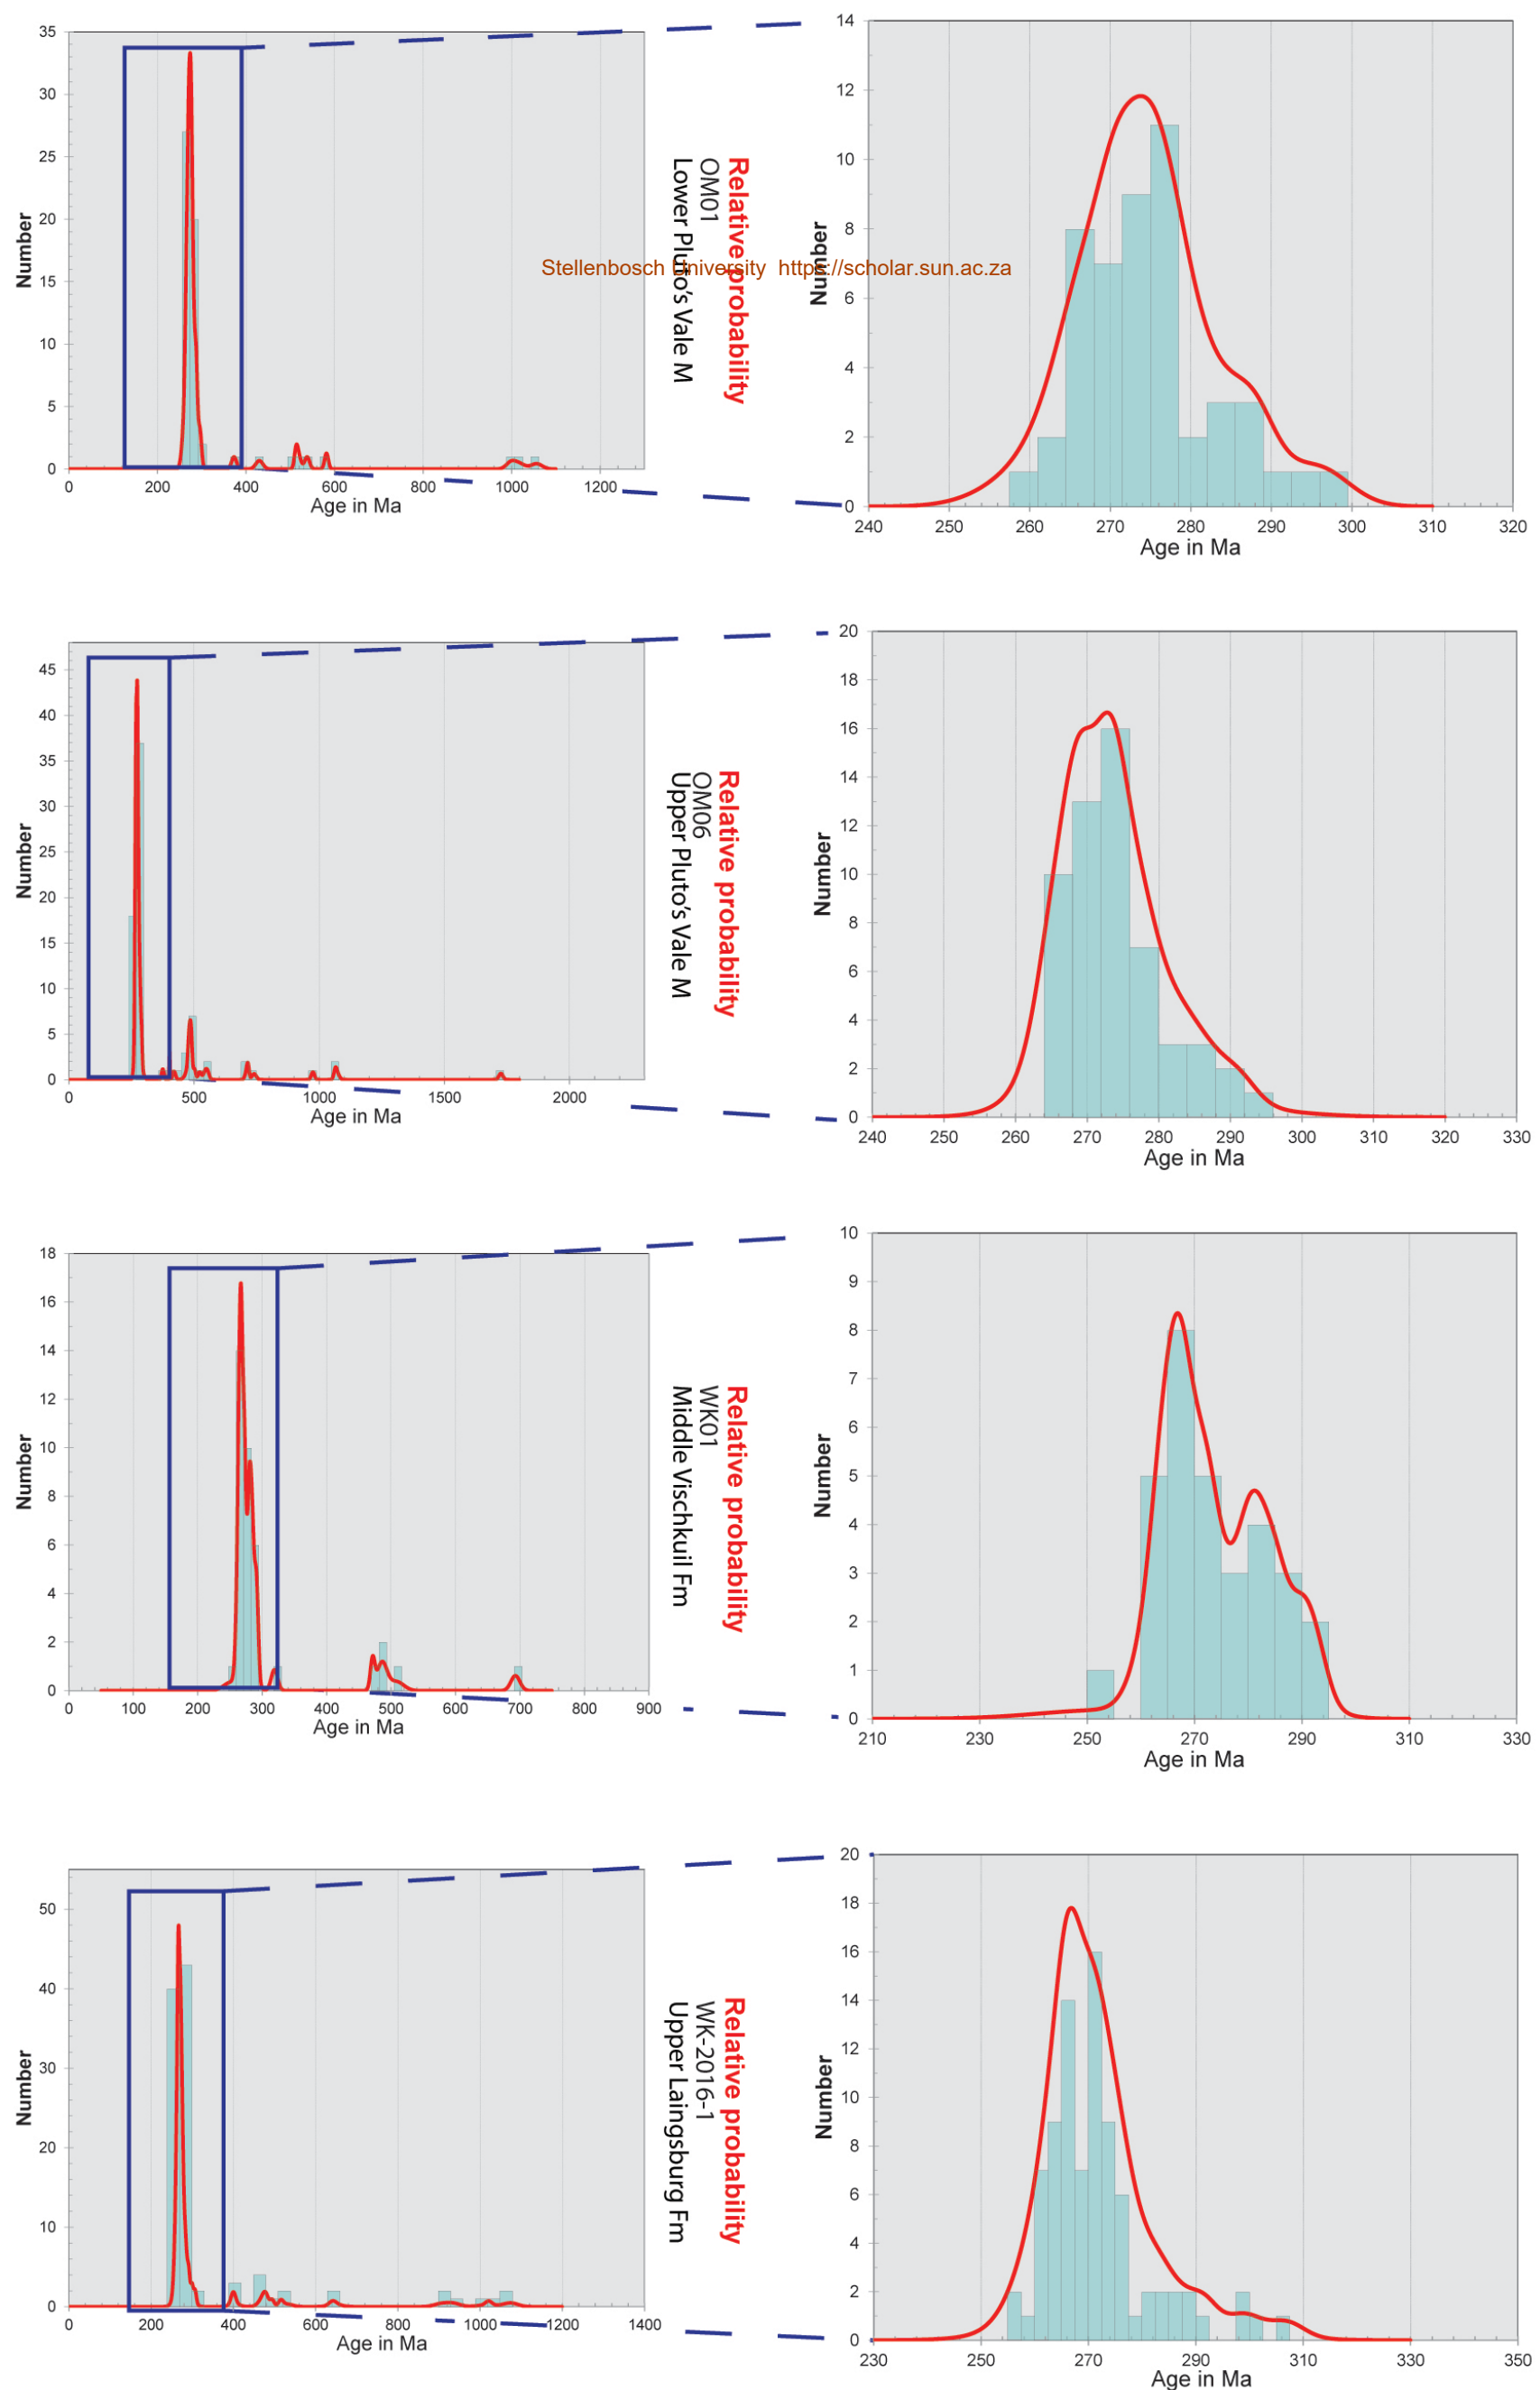 35
30
25
20
15
10
5
0
Number
0 200 400 600 800 1000 1200
Age in Ma
Relative probability
OM01
Lower Pluto's Vale M
Stellenbosch University https://scholar.sun.ac.za
14
12
10
8
6
4
2
0
Number
240 250 260 270 280 290 300 310 320
Age in Ma
45
40
35
30
25
20
15
10
5
0
Number
0 500 1000 1500 2000
Age in Ma
Relative probability
OM06
Upper Pluto's Vale M
20
18
16
14
12
10
8
6
4
2
0
Number
240 250 260 270 280 290 300 310 320 330
Age in Ma
18
16
14
12
10
8
6
4
2
0
Number
0 100 200 300 400 500 600 700 800 900
Age in Ma
Relative probability
WK01
Middle Vischkuil Fm
10
9
8
7
6
5
4
3
2
1
0
Number
210 230 250 270 290 310 330
Age in Ma
50
40
30
20
10
0
Number
0 200 400 600 800 1000 1200 1400
Age in Ma
Relative probability
WK-2016-1
Upper Laingsburg Fm
20
18
16
14
12
10
8
6
4
2
0
Number
230 250 270 290 310 330 350
Age in Ma